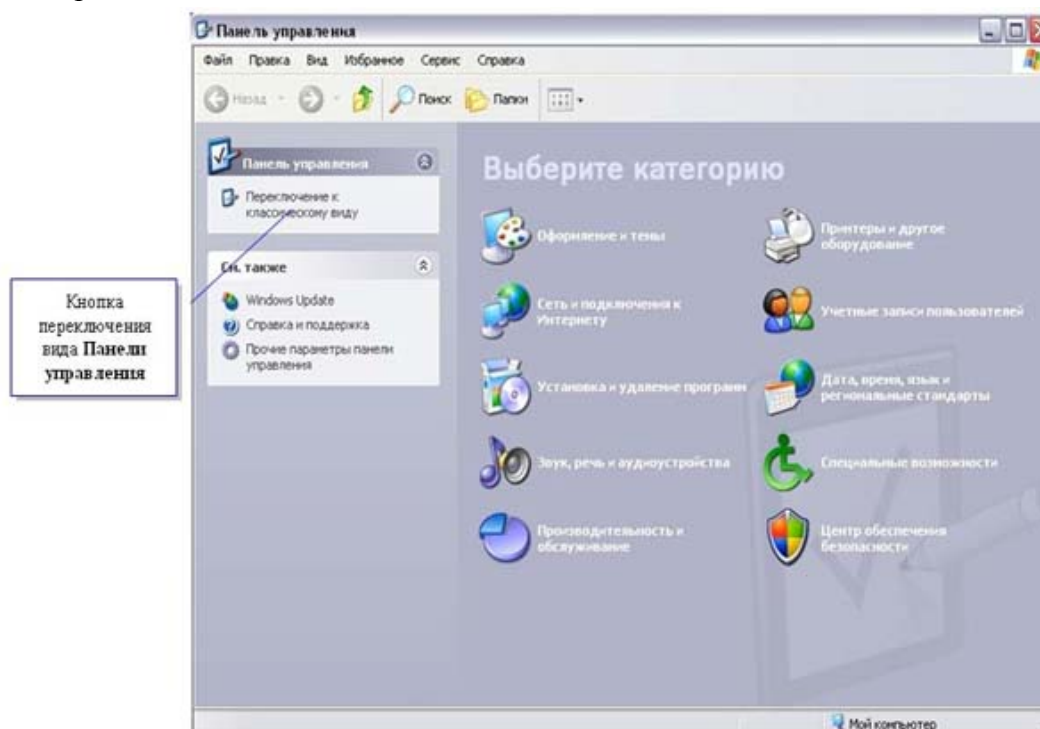 Панель управления
Файл Правка Вид Избранное Сервис Справка
Назад Поиск Папки
Панель управления
Переключение к
классическому виду
См. также
Windows Update
Справка и поддержка
Прочие параметры панели
управления
Кнопка
переключения
вида Панели
управления
Выберите категорию
Оформление и темы
Принтеры и другое
оборудование
Сеть и подключения к
Интернету
Учетные записи пользователей
Установка и удаление программ
Дата, время, язык и
региональные стандарты
Звук, речь и аудиоустройства
Специальные возможности
Производительность и
обслуживание
Центр обеспечения
безопасности
Мой компьютер